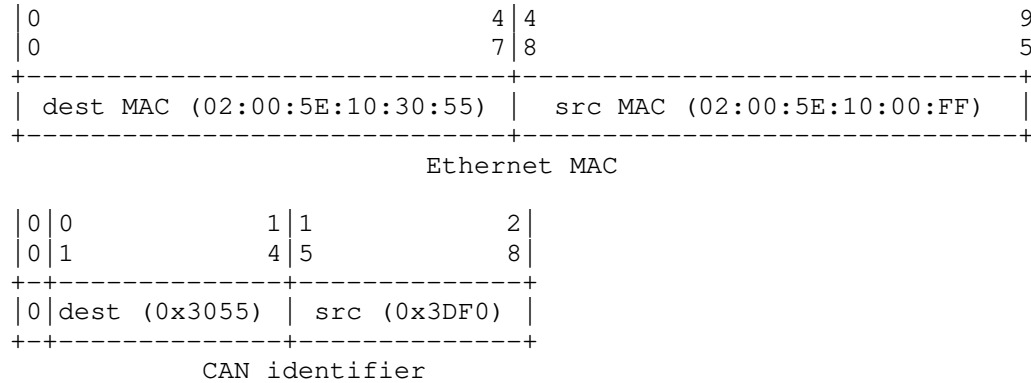 |0                            4|4                              9
|0                            7|8                              5
+------------------------------+-------------------------------+
| dest MAC (02:00:5E:10:30:55) |  src MAC (02:00:5E:10:00:FF)  |
+------------------------------+-------------------------------+
                          Ethernet MAC
|0|0            1|1            2|
|0|1            4|5            8|
+-+--------------+--------------+
|0|dest (0x3055) | src (0x3DF0) |
+-+--------------+--------------+
            CAN identifier